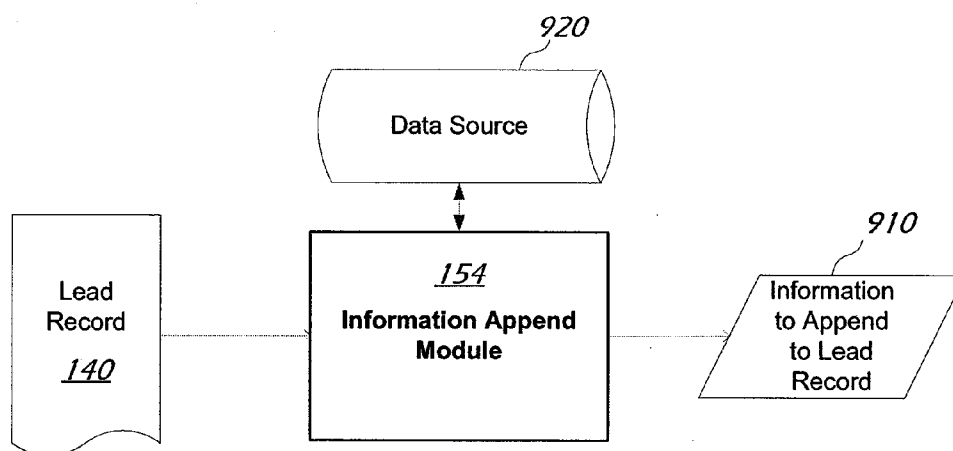 920
Data Source
910
Lead
Record
140
154
Information Append
Module
Information
to Append
to Lead
Record